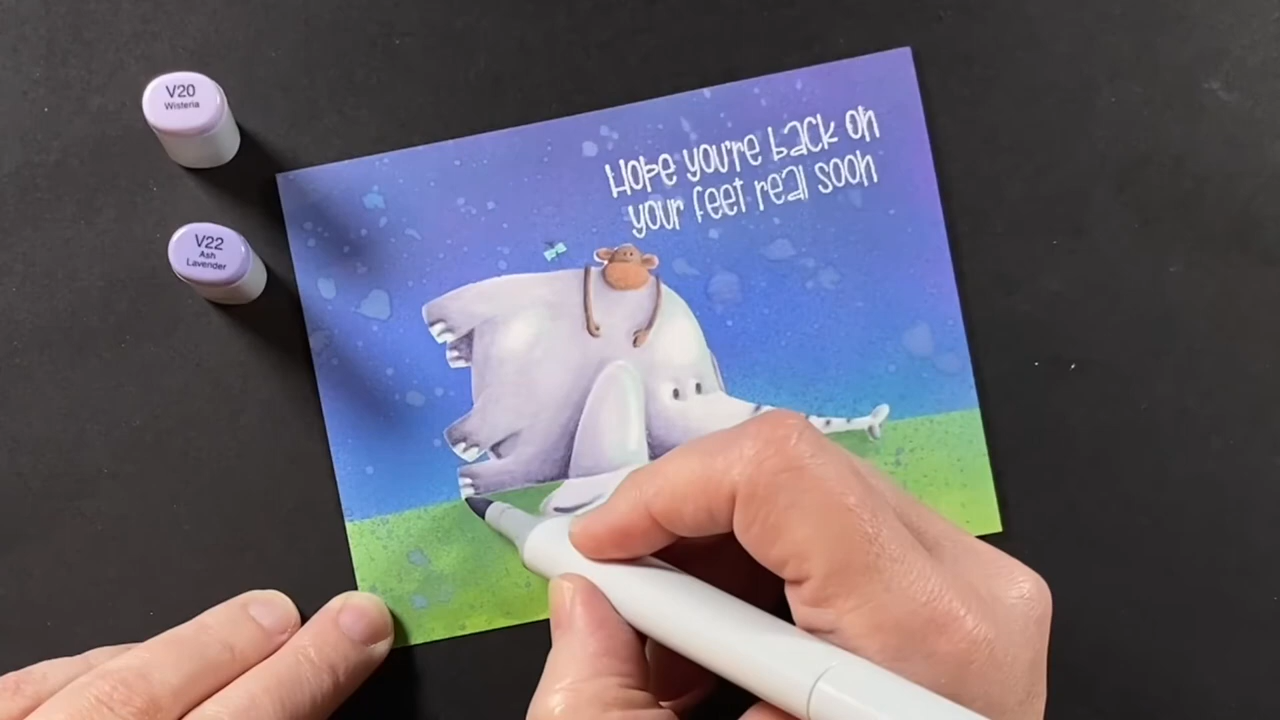 V20
Wisteria
V22
Ash
Lavender
Hope you're back on
your feet real soon